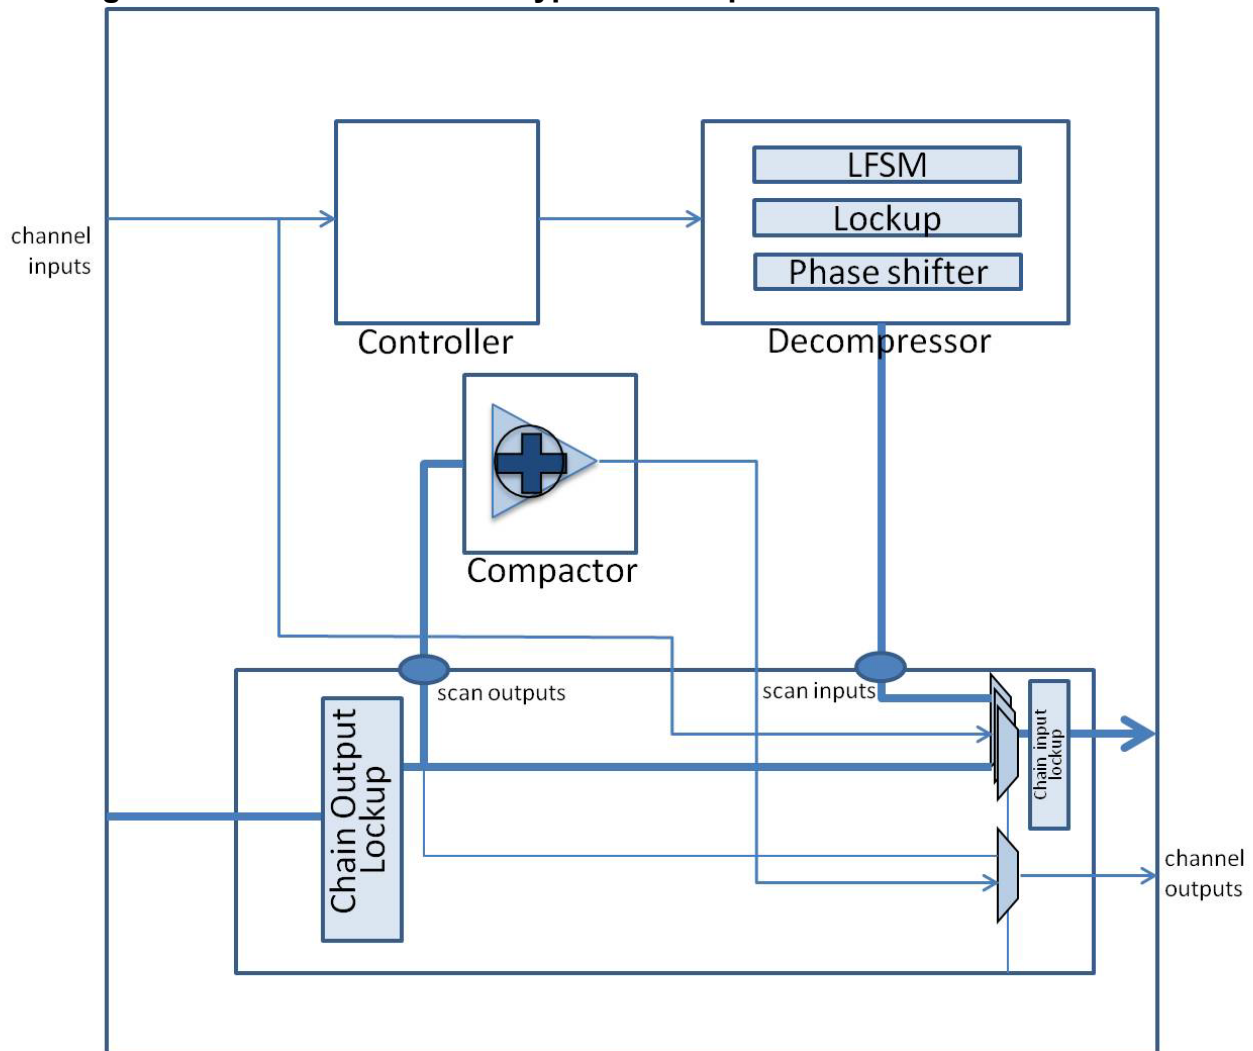 LFSM
Lockup
Phase shifter
channel
inputs
Controller
Decompressor
Compactor
scan outputs
scan inputs
Chain Output
Lockup
Chain input
lockup
channel
outputs